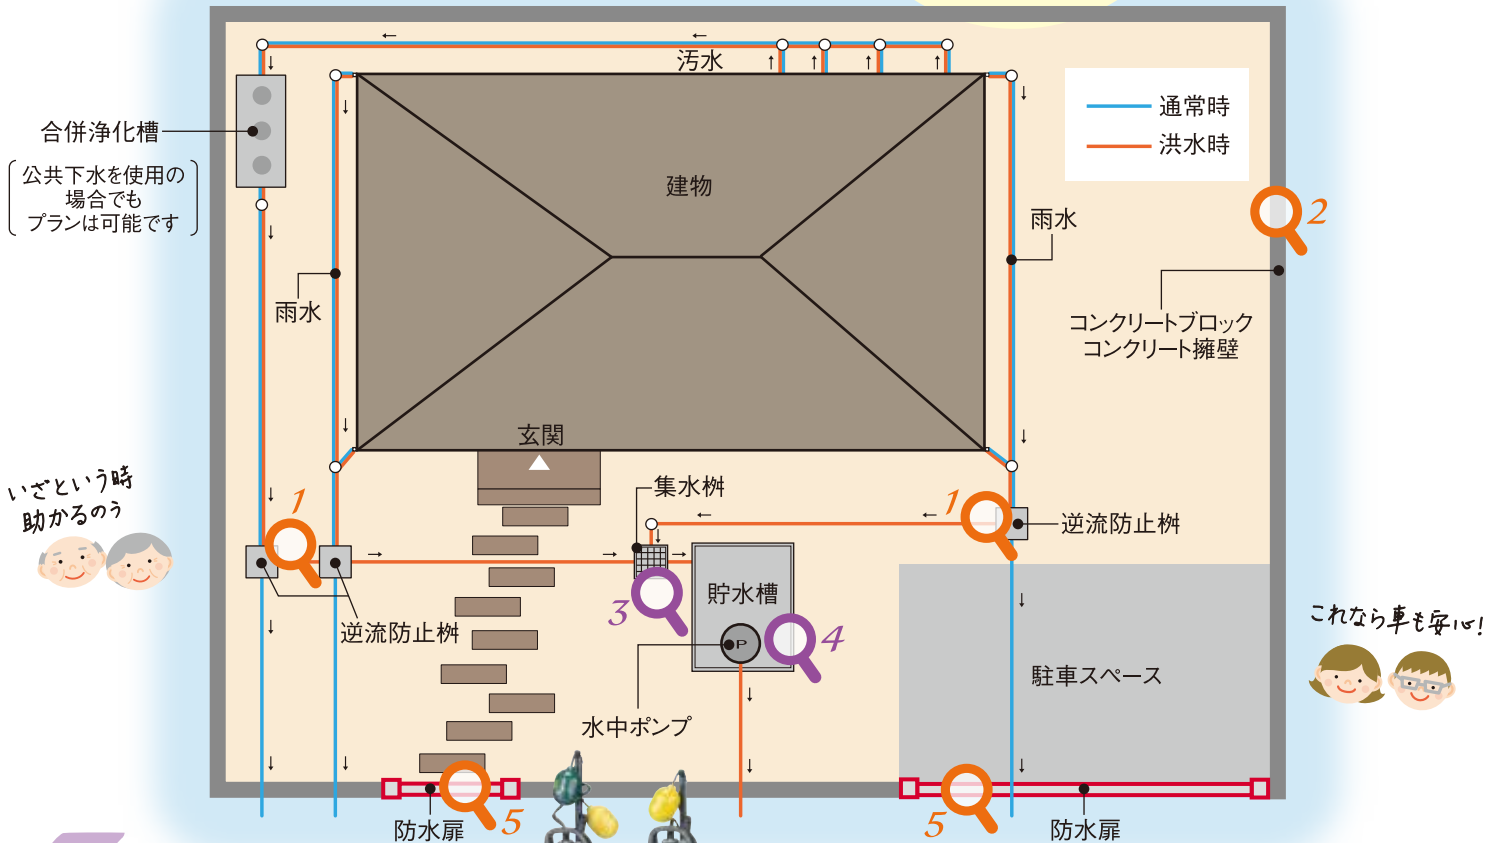 汚水
合併浄化槽
公共下水を使用の
場合でも
プランは可能です
通常時
洪水時
建物
2
雨水
雨水
コンクリートブロック
コンクリート擁壁
玄関
いざという時
助かるのう
1
集水桝
1
逆流防止桝
貯水槽
3
P
4
逆流防止桝
これなら車も安心!
駐車スペース
水中ポンプ
5
防水扉
5
防水扉